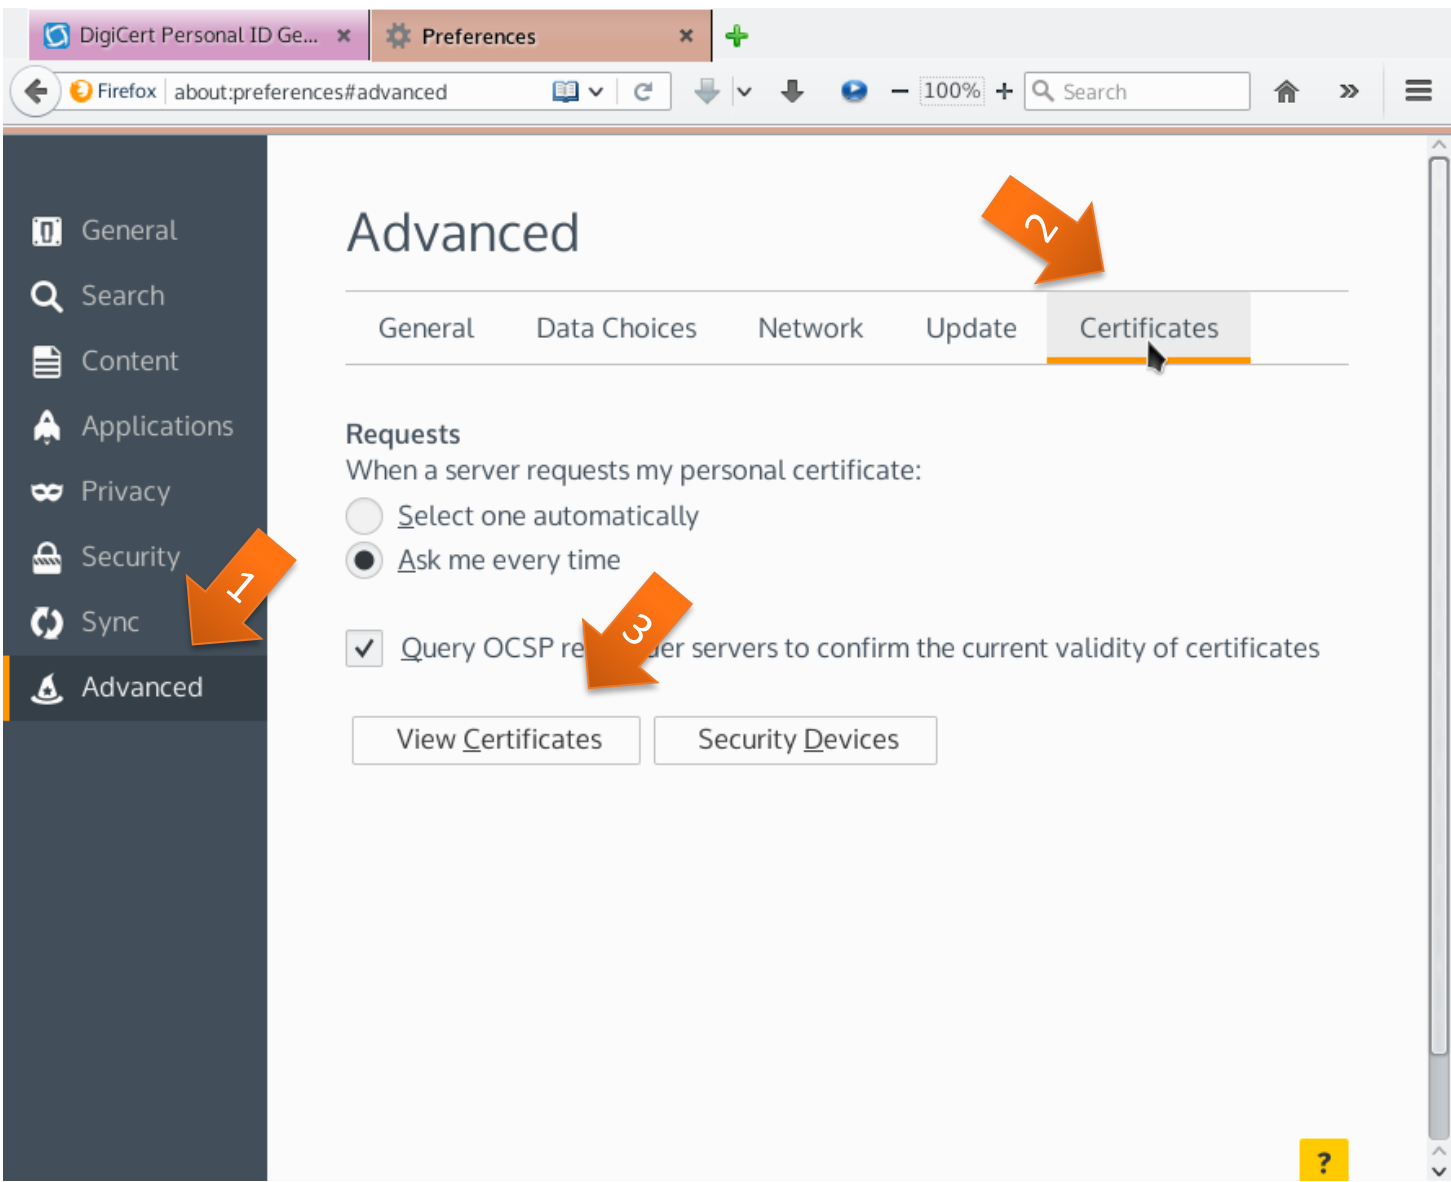 DigiCert Personal ID Ge...
Preferences
Firefox about:preferences#advanced 100% Search
Advanced
General
Search
Content
Applications
Privacy
Security
Sync
Advanced
General Data Choices Network Update Certificates
Requests
When a server requests my personal certificate:
Select one automatically
Ask me every time
Query OCSP re der servers to confirm the current validity of certificates
View Certificates Security Devices
1
2
3
?